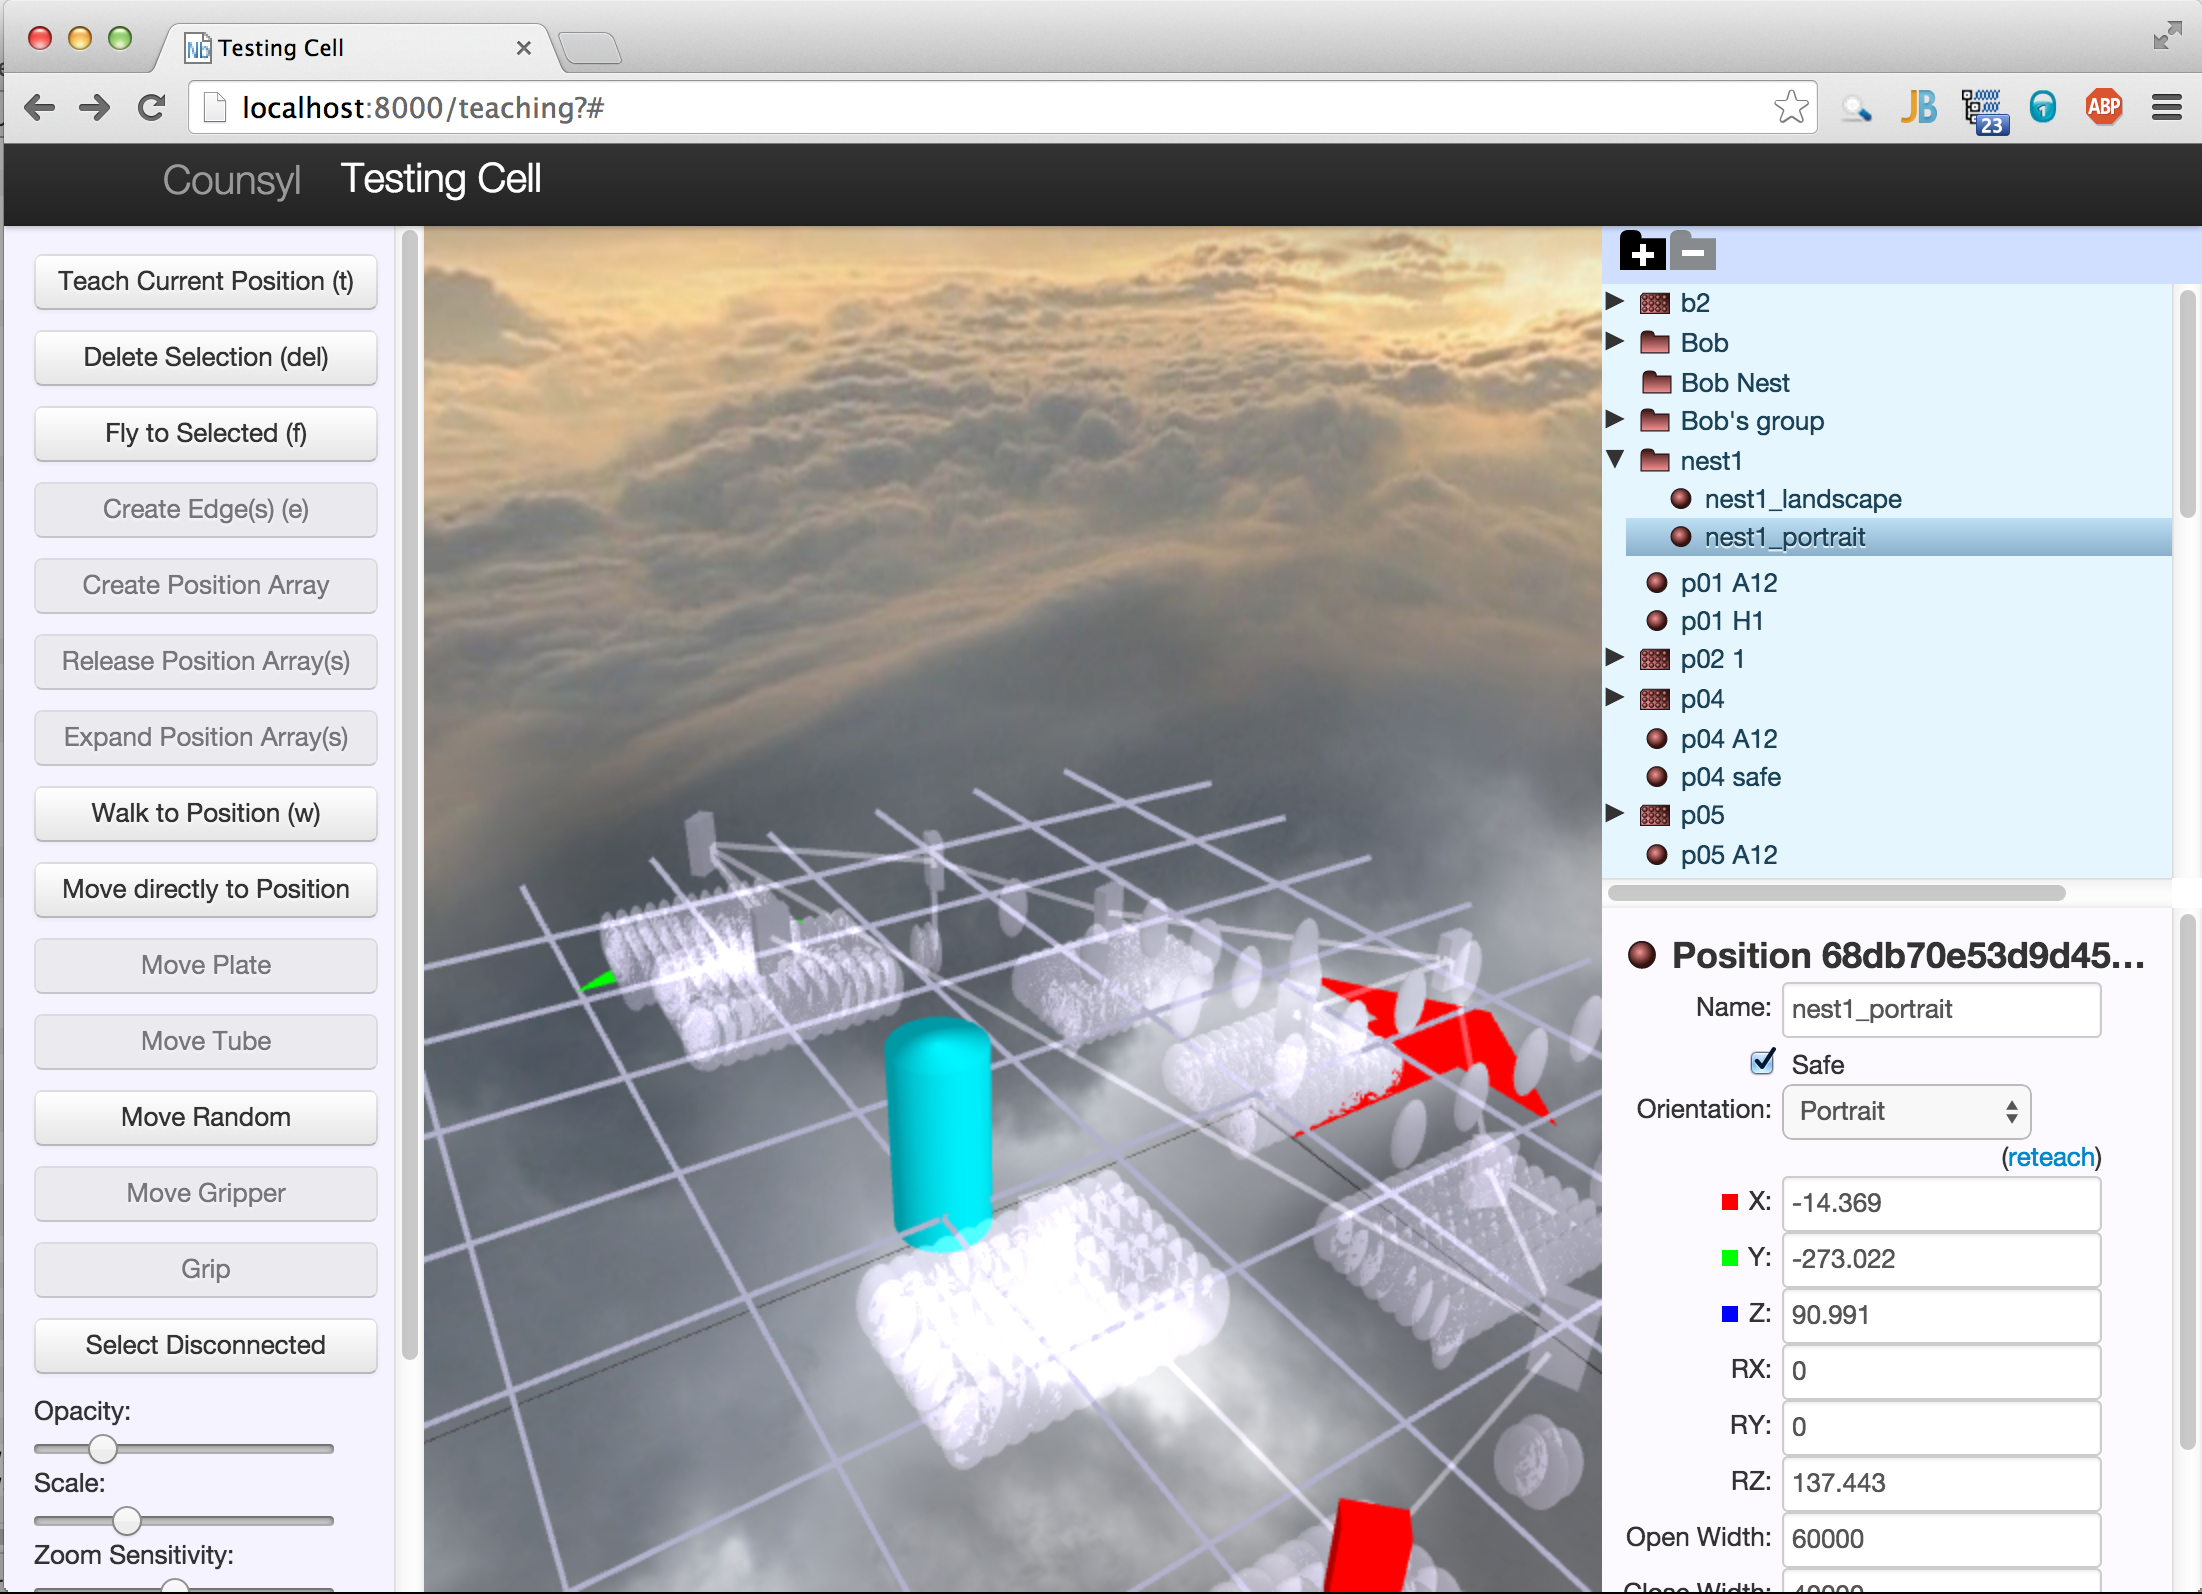 Testing Cell
localhost:8000/teaching?#
JB
23
1
ABP
Counsyl
Testing Cell
Teach Current Position (t)
Delete Selection (del)
Fly to Selected (f)
Create Edge(s) (e)
Create Position Array
Release Position Array(s)
Expand Position Array(s)
Walk to Position (w)
Move directly to Position
Move Plate
Move Tube
Move Random
Move Gripper
Grip
Select Disconnected
Opacity:
Scale:
Zoom Sensitivity:
b2
Bob
Bob Nest
Bob's group
nest1
nest1_landscape
nest1_portrait
p01 A12
p01 H1
p02 1
p04
p04 A12
p04 safe
p05
p05 A12
Position 68db70e53d9d45...
Name: nest1_portrait
Safe
Orientation: Portrait
(reteach)
X: -14.369
Y: -273.022
Z: 90.991
RX: 0
RY: 0
RZ: 137.443
Open Width: 60000
Close Width: 40000